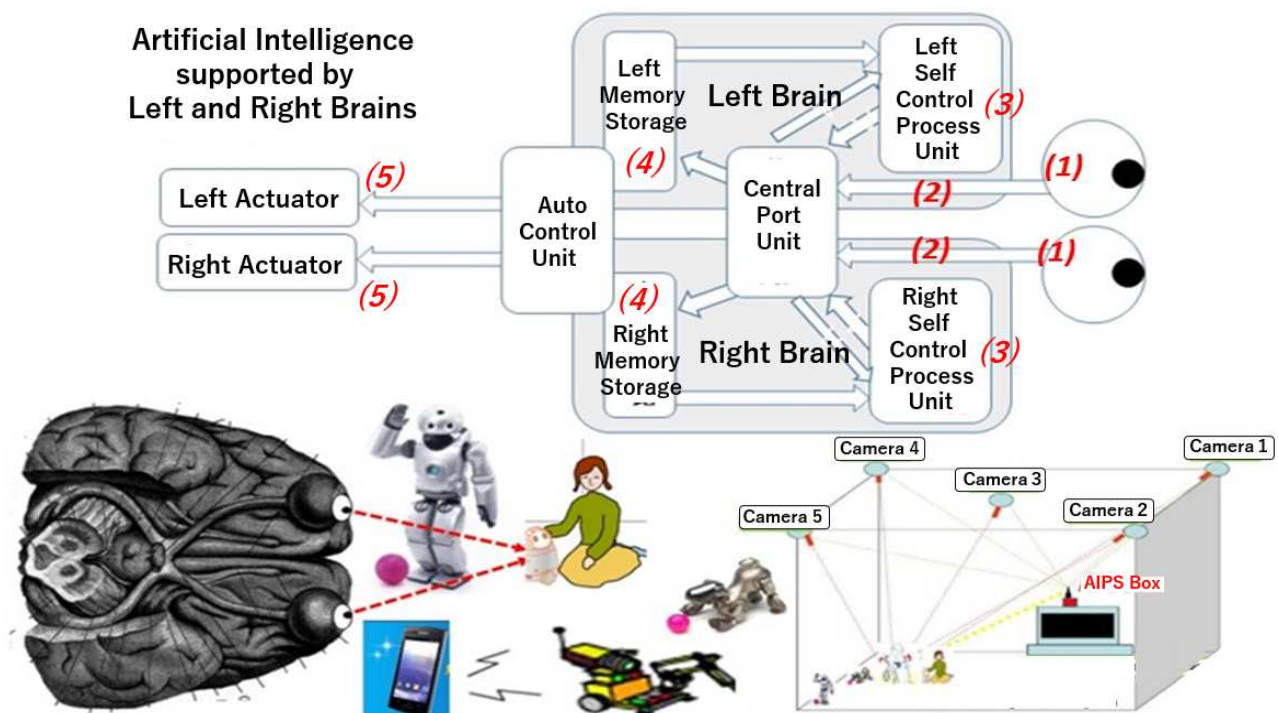 Artificial Intelligence
supported by
Left and Right Brains
Left
Memory
Storage
(4)
Left Brain
Left
Self
Control
Process
Unit
(3)
(1)
(2)
Left Actuator
(5)
Auto
Control
Unit
Central
Port
Unit
Right Actuator
(5)
(2)
(1)
(4)
Right
Memory
Storage
Right Brain
Right
Self
Control
Process
Unit
(3)
Camera 4
Camera 1
Camera 3
Camera 5
Camera 2
AIPS Box